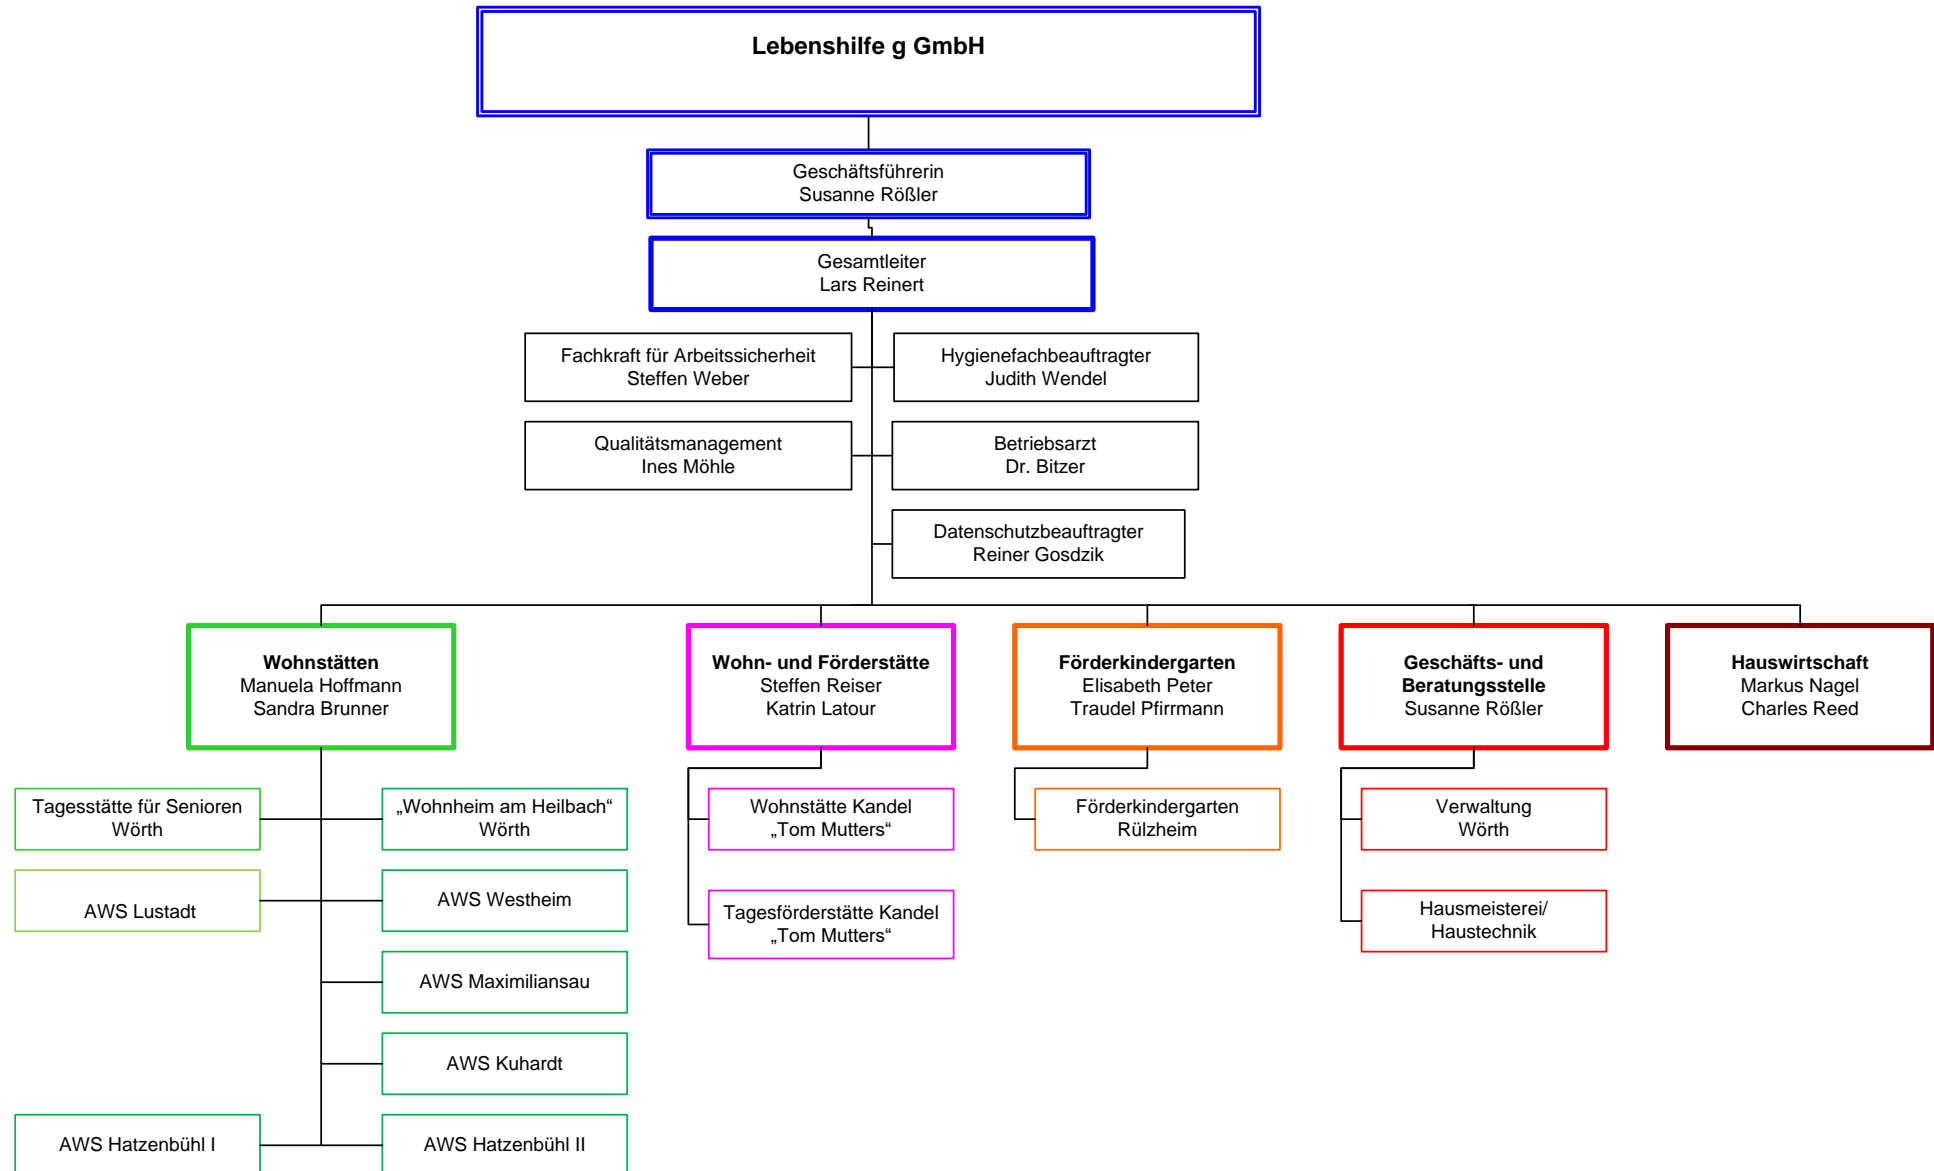 Lebenshilfe g GmbH
Geschäftsführerin
Susanne Rößler
Gesamtleiter
Lars Reinert
Fachkraft für Arbeitssicherheit
Steffen Weber
Hygienefachbeauftragter
Judith Wendel
Qualitätsmanagement
Ines Möhle
Betriebsarzt
Dr. Bitzer
Datenschutzbeauftragter
Reiner Gosdzik
Wohnstätten
Manuela Hoffmann
Sandra Brunner
Wohn- und Förderstätte
Steffen Reiser
Katrin Latour
Förderkindergarten
Elisabeth Peter
Traudel Pfirrmann
Geschäfts- und
Beratungsstelle
Susanne Rößler
Hauswirtschaft
Markus Nagel
Charles Reed
Tagesstätte für Senioren
Wörth
„Wohnheim am Heilbach“
Wörth
Wohnstätte Kandel
„Tom Mutters“
Förderkindergarten
Rülzheim
Verwaltung
Wörth
AWS Lustadt
AWS Westheim
Tagesförderstätte Kandel
„Tom Mutters“
Hausmeisterei/
Haustechnik
AWS Maximiliansau
AWS Kuhardt
AWS Hatzenbühl I
AWS Hatzenbühl II